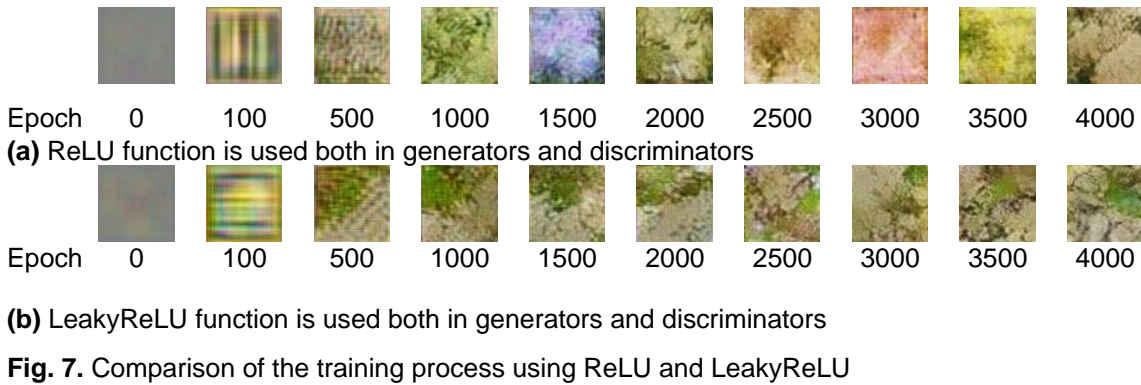 Epoch 0 100 500 1000 1500 2000 2500 3000 3500 4000
(a) ReLU function is used both in generators and discriminators
Epoch 0 100 500 1000 1500 2000 2500 3000 3500 4000
(b) LeakyReLU function is used both in generators and discriminators
Fig. 7. Comparison of the training process using ReLU and LeakyReLU